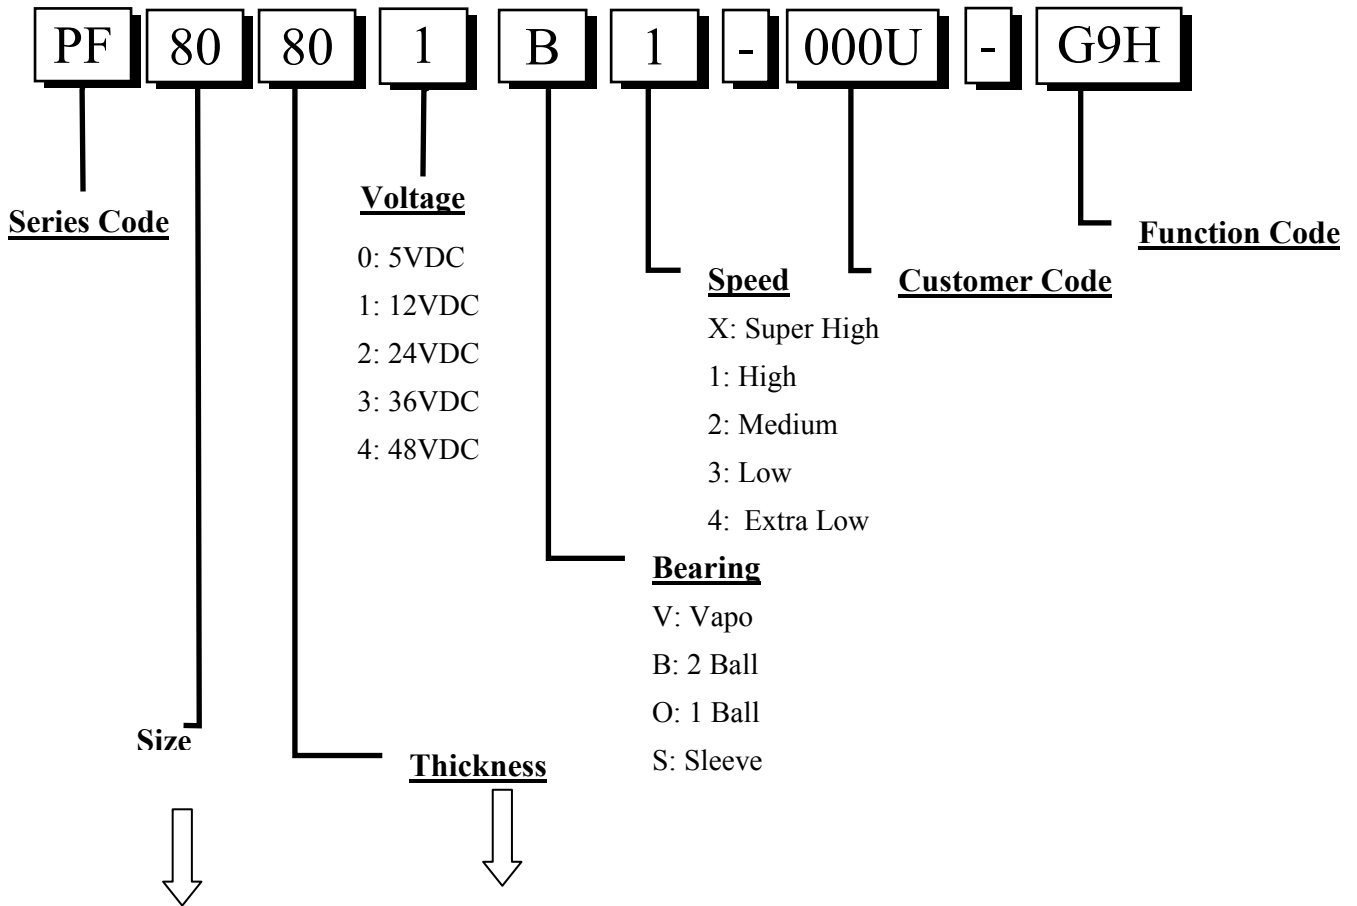 PF 80 80 1 B 1 - 000U - G9H
Series Code
Voltage
0: 5VDC
1: 12VDC
2: 24VDC
3: 36VDC
4: 48VDC
Function Code
Speed
X: Super High
1: High
2: Medium
3: Low
4: Extra Low
Customer Code
Bearing
V: Vapo
B: 2 Ball
O: 1 Ball
S: Sleeve
Size
Thickness